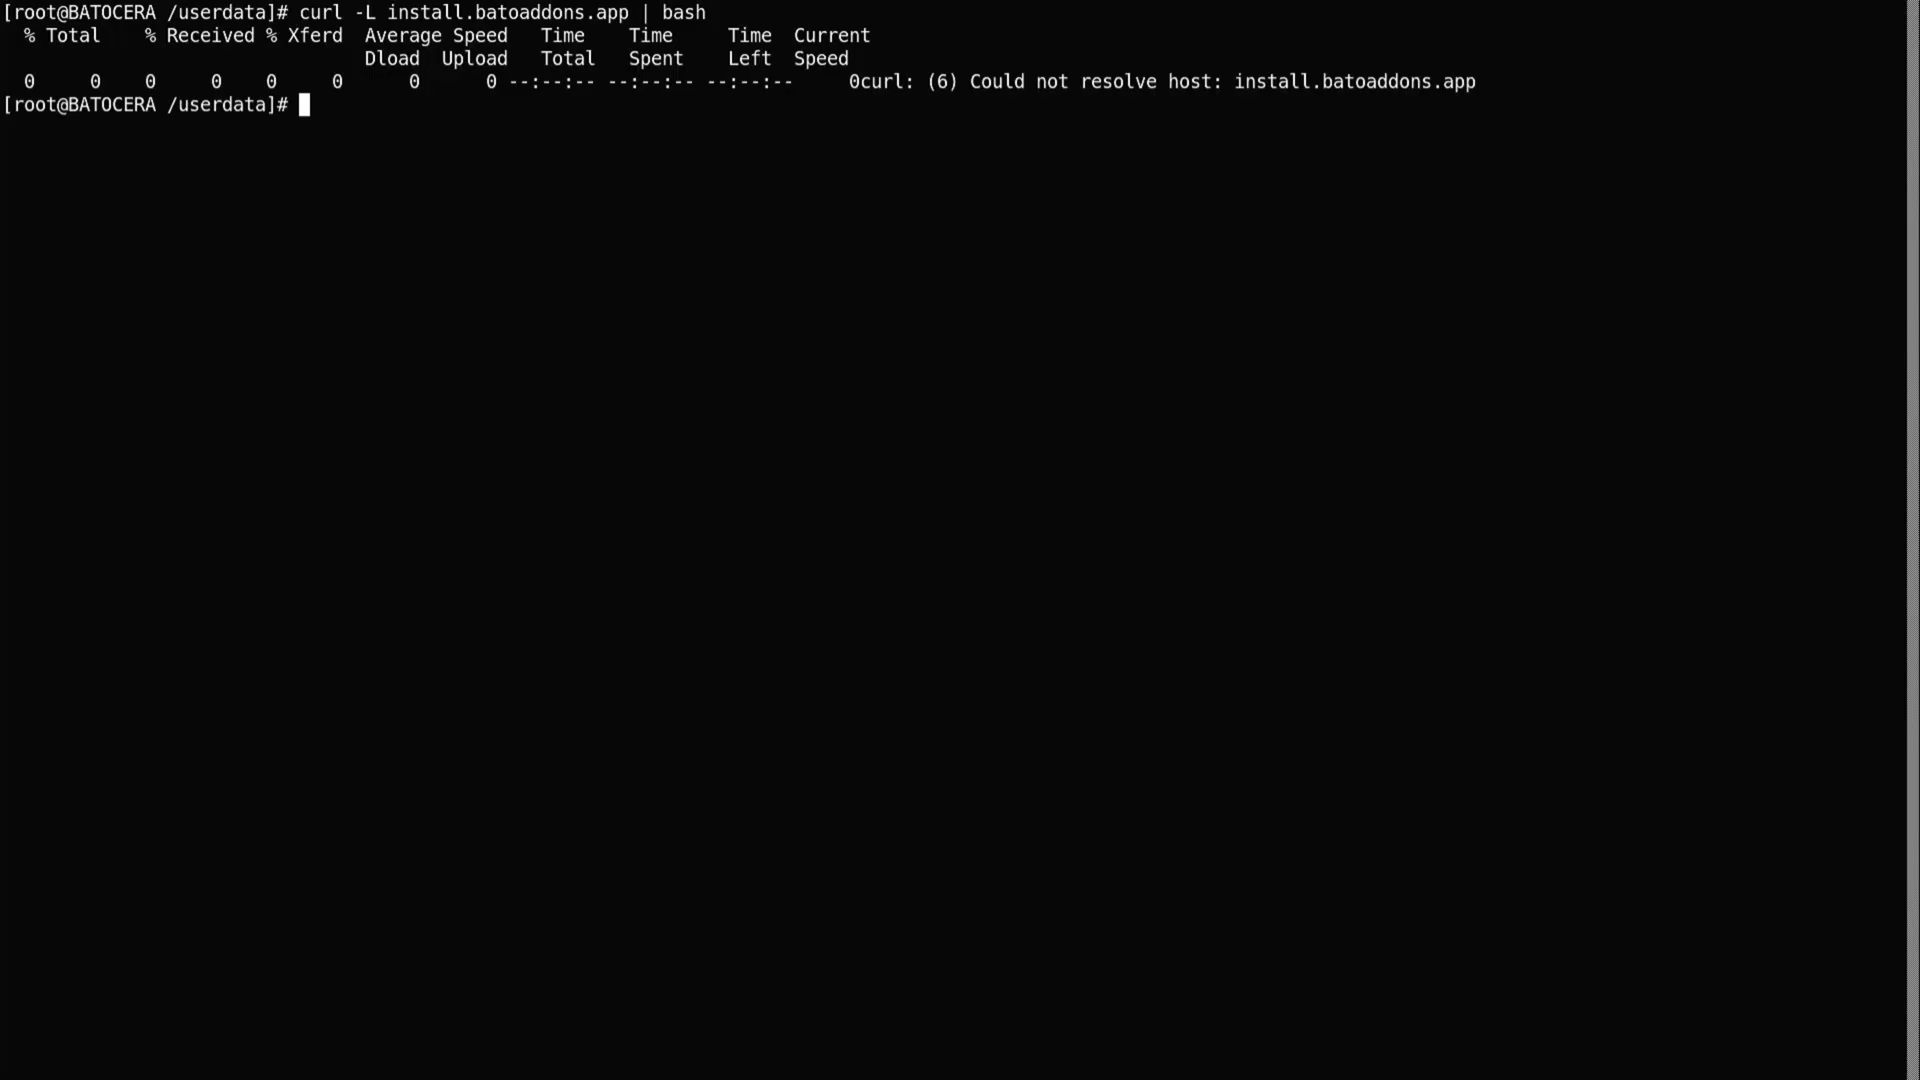 [root@BATOCERA /userdata]# curl -L install.batoaddons.app | bash
  % Total    % Received % Xferd  Average Speed   Time    Time     Time  Current
                                 Dload  Upload   Total   Spent    Left  Speed
  0     0    0     0    0     0      0      0 --:--:-- --:--:-- --:--:--     0curl: (6) Could not resolve host: install.batoaddons.app
[root@BATOCERA /userdata]#